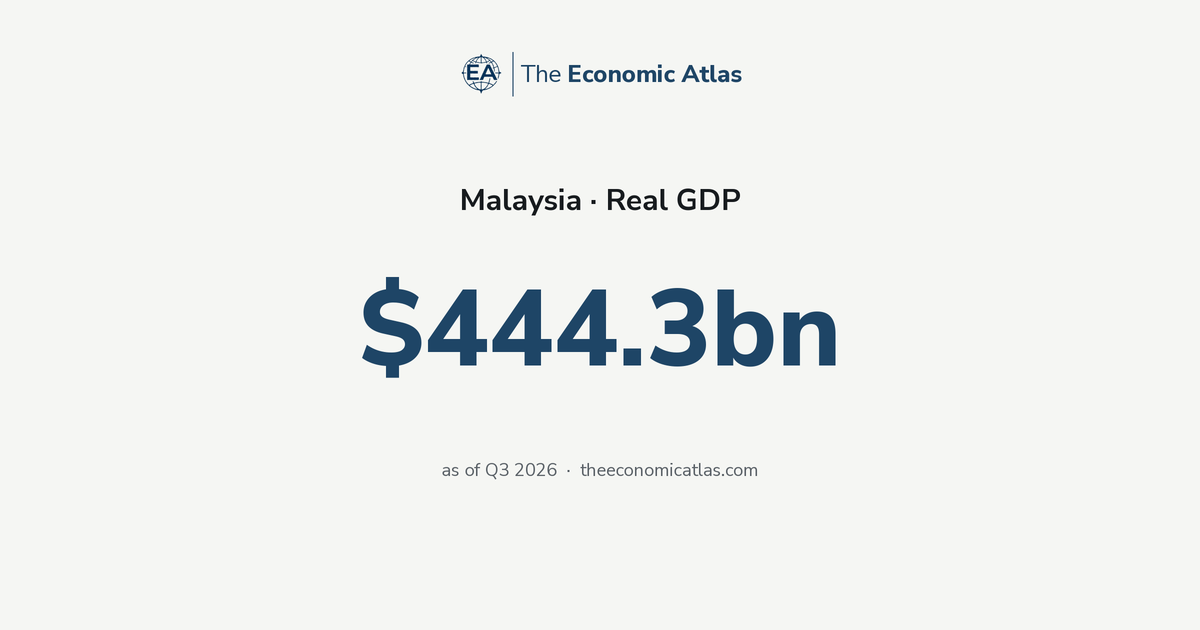 EA The Economic Atlas
Malaysia · Real GDP
$444.3bn
as of Q3 2026 · theeconomicatlas.com